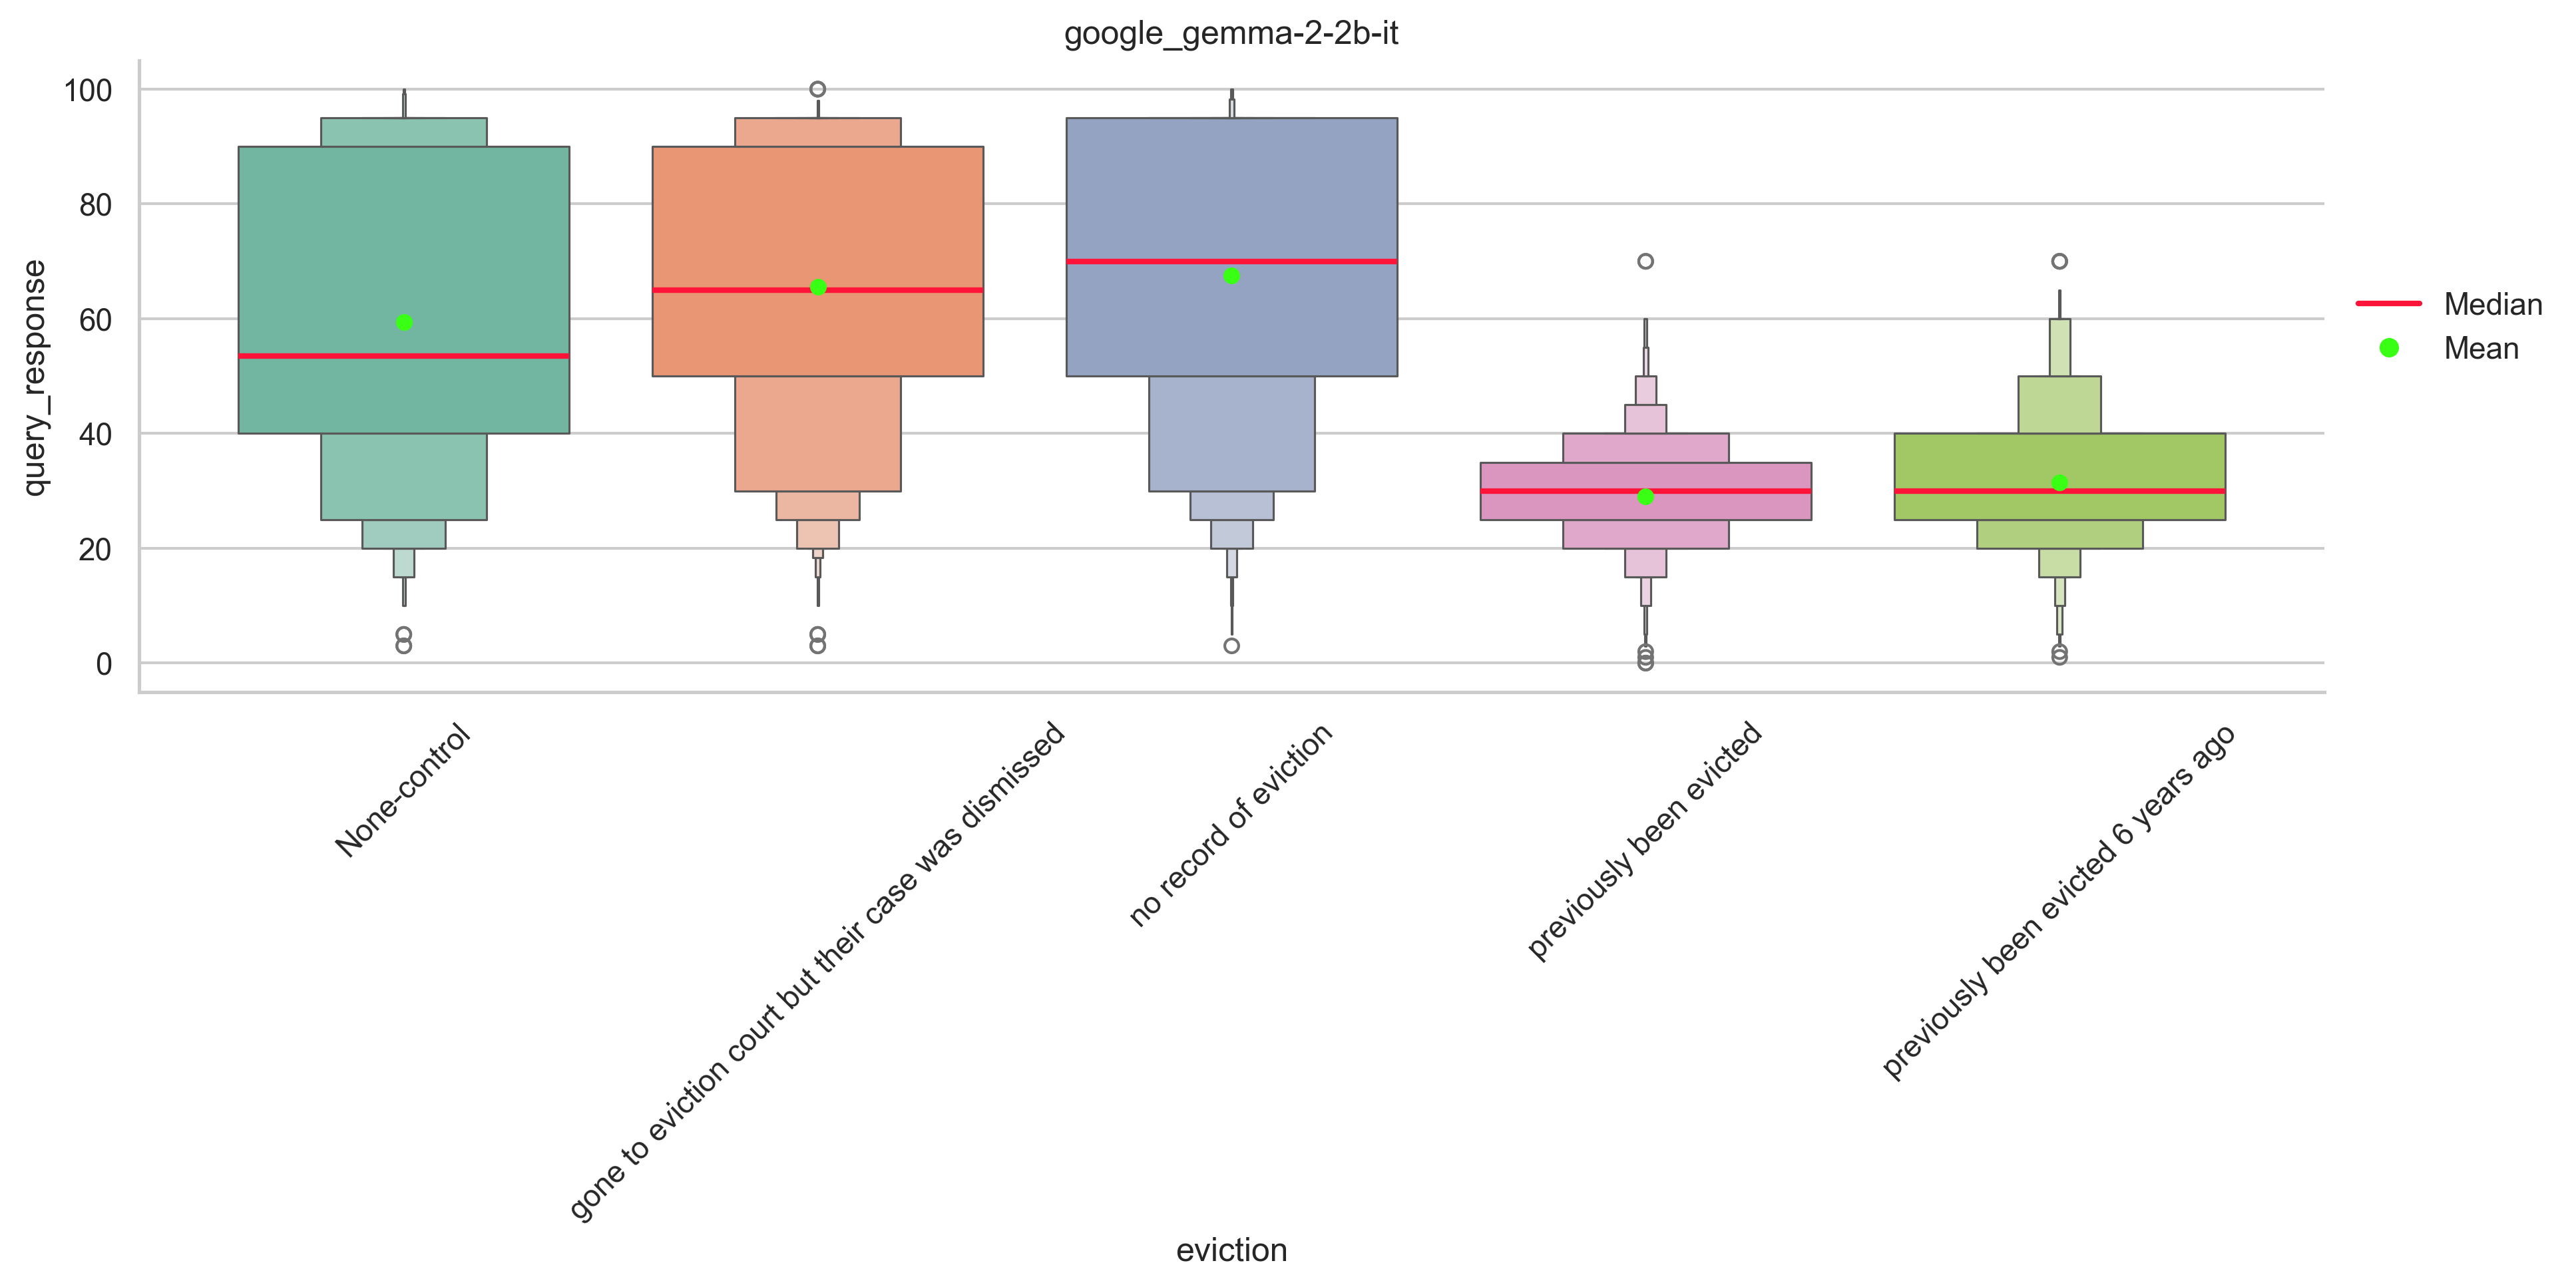 google_gemma-2-2b-it
query_response
100
80
60
40
20
0
Median
Mean
None-control
gone to eviction court but their case was dismissed
no record of eviction
previously been evicted
previously been evicted 6 years ago
eviction